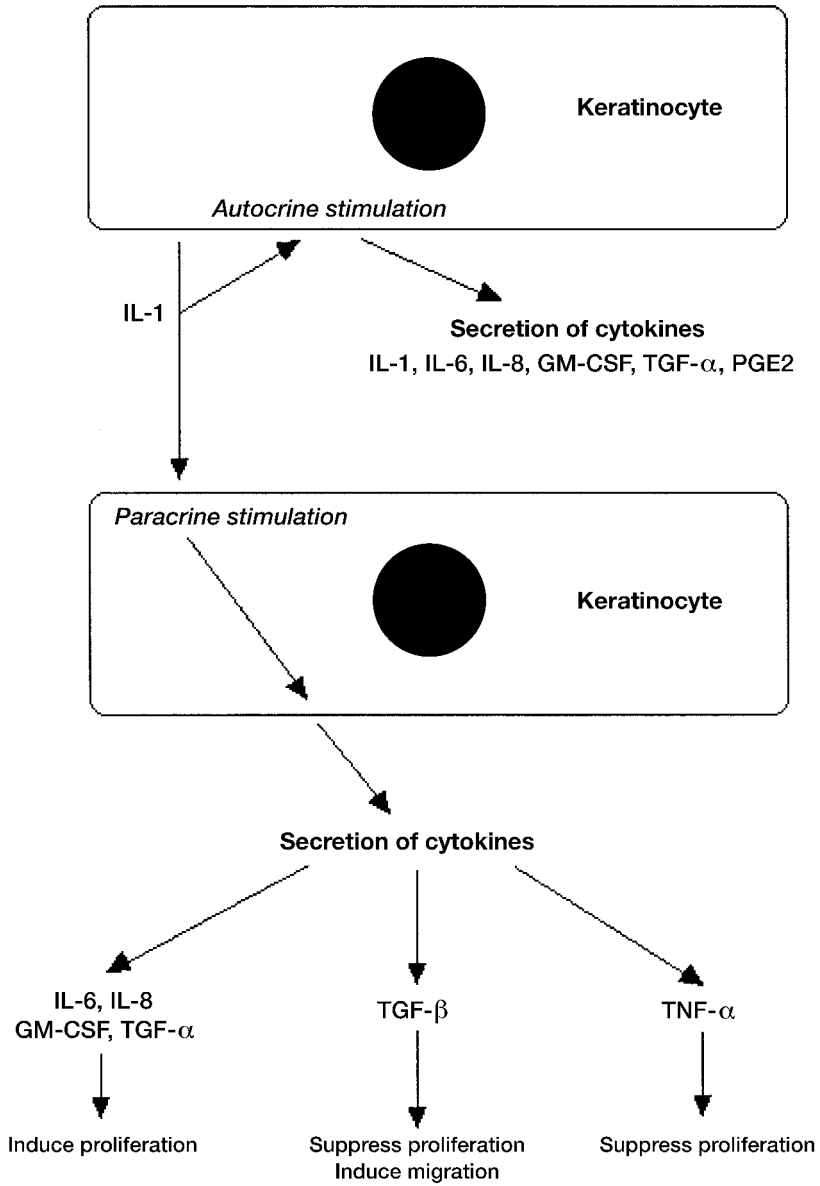 Keratinocyte
Autocrine stimulation
IL-1
Secretion of cytokines
IL-1, IL-6, IL-8, GM-CSF, TGF-α, PGE2
Paracrine stimulation
Keratinocyte
Secretion of cytokines
IL-6, IL-8
GM-CSF, TGF-α
TGF-β
TNF-α
Induce proliferation
Suppress proliferation
Induce migration
Suppress proliferation